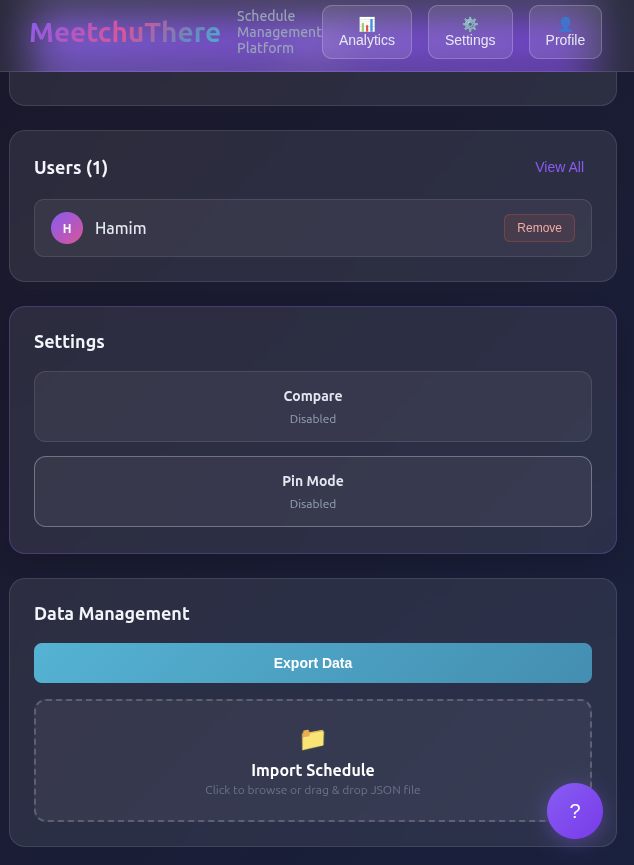 MeetchuThere
Schedule
Management
Platform
Analytics
Settings
Profile
Users (1)
View All
H
Hamim
Remove
Settings
Compare
Disabled
Pin Mode
Disabled
Data Management
Export Data
Import Schedule
Click to browse or drag & drop JSON file
?